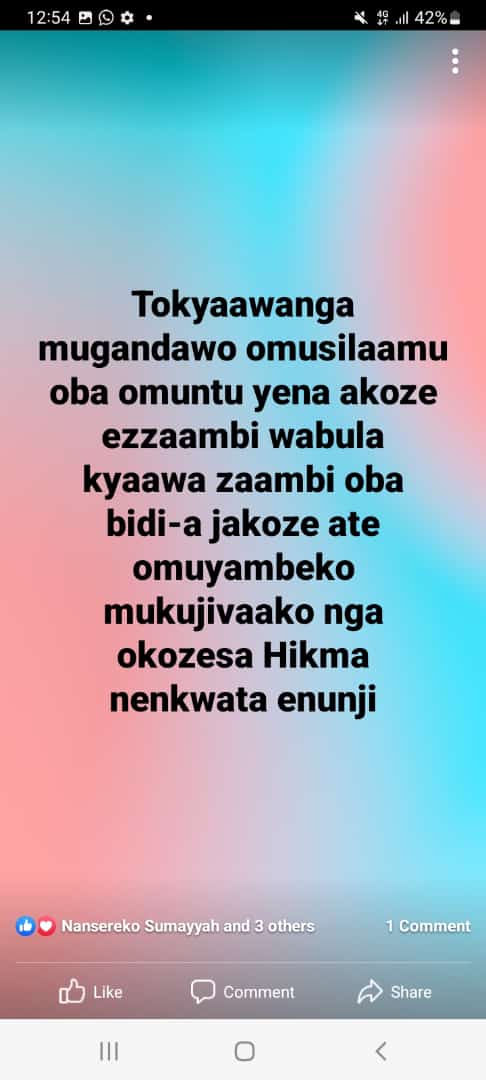 12:54
4G
42%
Tokyaawanga
mugandawo omusilaamu
oba omuntu yena akoze
ezzaambi wabula
kyaawa zaambi oba
bidi-a jakoze ate
omuyambeko
mukujivaako nga
okozesa Hikma
nenkwata enunji
Nansereko Sumayyah and 3 others
1 Comment
Like
Comment
Share